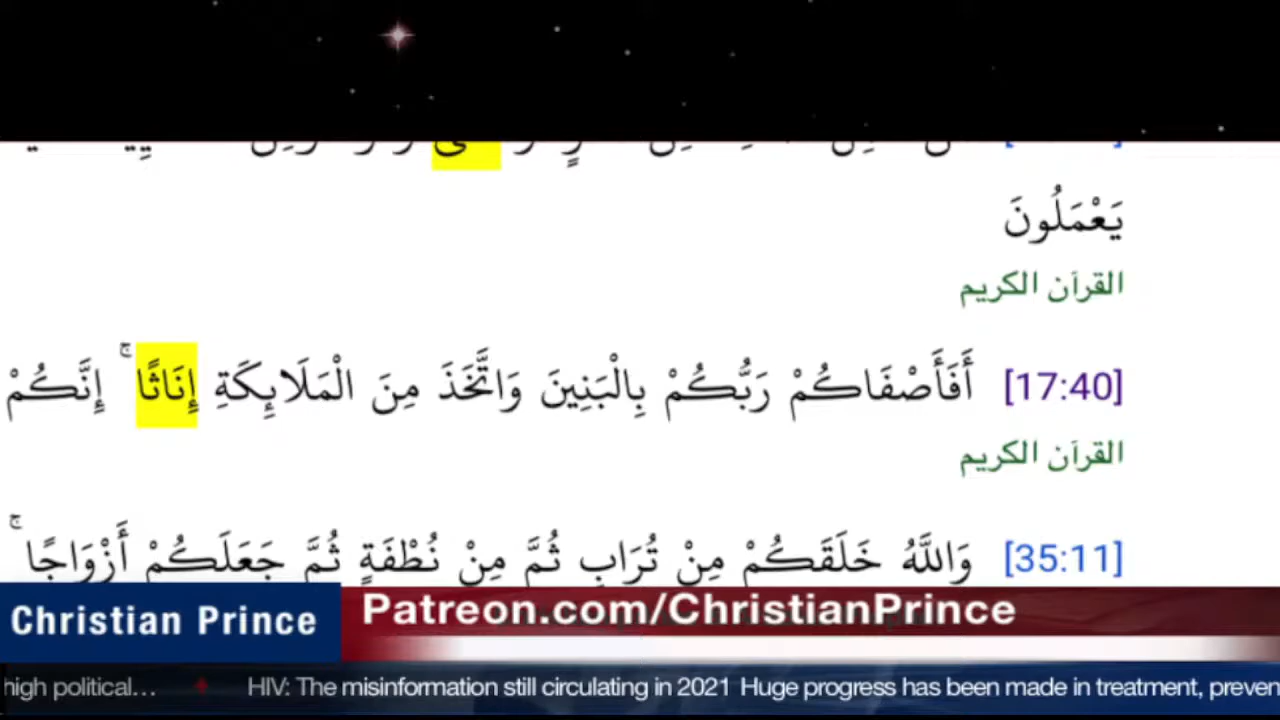 يَعْمَلُونَ
القرآن الكريم
[17:40] أَفَأَصْفَاكُمْ رَبُّكُمْ بِالْبَنِينَ وَاتَّخَذَ مِنَ الْمَلَائِكَةِ إِنَاثًا ۚ إِنَّكُمْ
القرآن الكريم
[35:11] وَاللَّهُ خَلَقَكُمْ مِنْ تُرَابٍ ثُمَّ مِنْ نُطْفَةٍ ثُمَّ جَعَلَكُمْ أَزْوَاجًا ۚ
Christian Prince
Patreon.com/ChristianPrince
high political... HIV: The misinformation still circulating in 2021 Huge progress has been made in treatment, preven